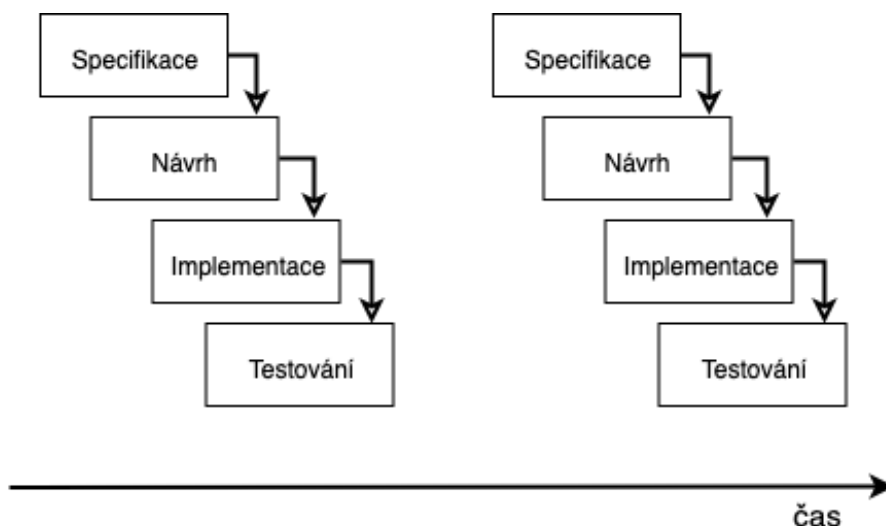 Specifikace
Návrh
Implementace
Testování
Specifikace
Návrh
Implementace
Testování
čas